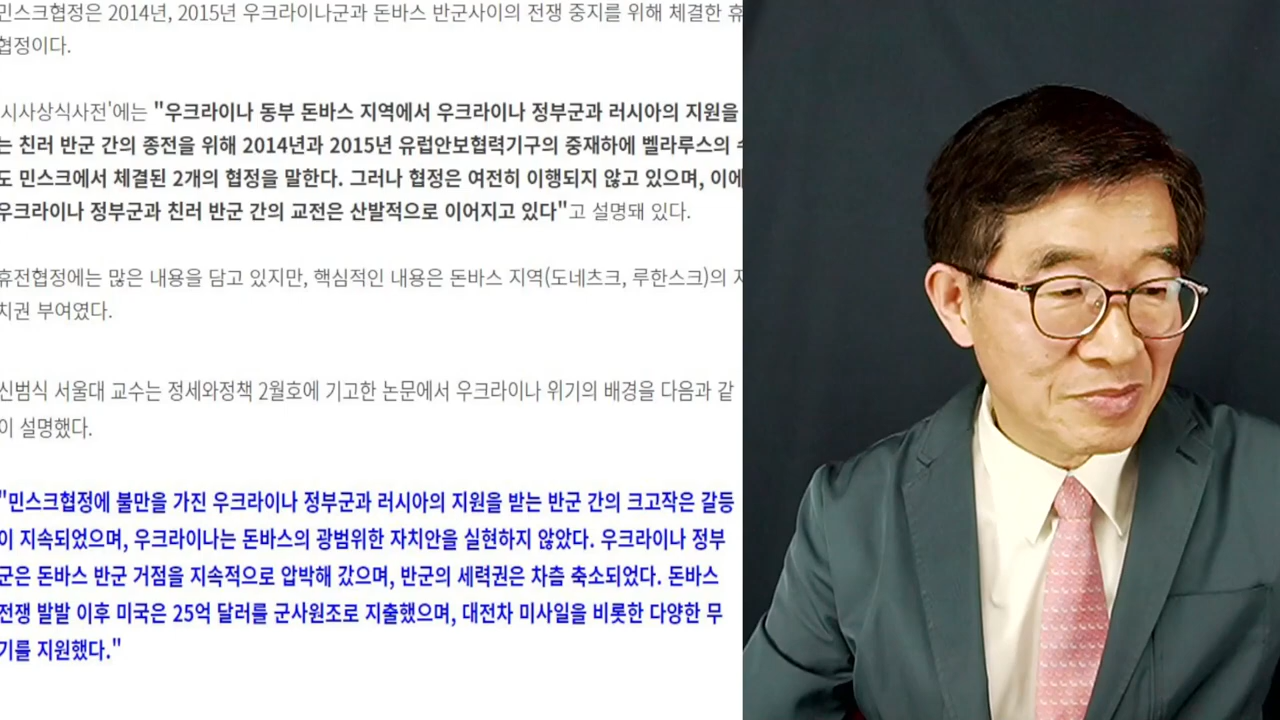 민스크협정은 2014년, 2015년 우크라이나군과 돈바스 반군사이의 전쟁 중지를 위해 체결한 휴
협정이다.
시사상식사전'에는 "우크라이나 동부 돈바스 지역에서 우크라이나 정부군과 러시아의 지원을
는 친러 반군 간의 종전을 위해 2014년과 2015년 유럽안보협력기구의 중재하에 벨라루스의 수
도 민스크에서 체결된 2개의 협정을 말한다. 그러나 협정은 여전히 이행되지 않고 있으며, 이에
우크라이나 정부군과 친러 반군 간의 교전은 산발적으로 이어지고 있다"고 설명돼 있다.
휴전협정에는 많은 내용을 담고 있지만, 핵심적인 내용은 돈바스 지역(도네츠크, 루한스크)의 자
치권 부여였다.
신범식 서울대 교수는 정세와정책 2월호에 기고한 논문에서 우크라이나 위기의 배경을 다음과 같
이 설명했다.
"민스크협정에 불만을 가진 우크라이나 정부군과 러시아의 지원을 받는 반군 간의 크고작은 갈등
이 지속되었으며, 우크라이나는 돈바스의 광범위한 자치안을 실현하지 않았다. 우크라이나 정부
군은 돈바스 반군 거점을 지속적으로 압박해 갔으며, 반군의 세력권은 차츰 축소되었다. 돈바스
전쟁 발발 이후 미국은 25억 달러를 군사원조로 지출했으며, 대전차 미사일을 비롯한 다양한 무
기를 지원했다."